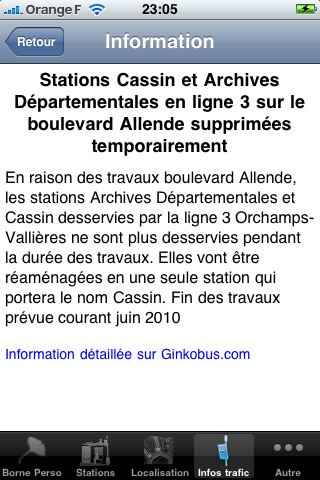 Orange F
23:05
Retour
Information
Stations Cassin et Archives
Départementales en ligne 3 sur le
boulevard Allende supprimées
temporairement
En raison des travaux boulevard Allende,
les stations Archives Départementales et
Cassin desservies par la ligne 3 Orchamps-
Vallières ne sont plus desservies pendant
la durée des travaux. Elles vont être
réaménagées en une seule station qui
portera le nom Cassin. Fin des travaux
prévue courant juin 2010
Information détaillée sur Ginkobus.com
Borne Perso
Stations
Localisation
Infos trafic
Autre